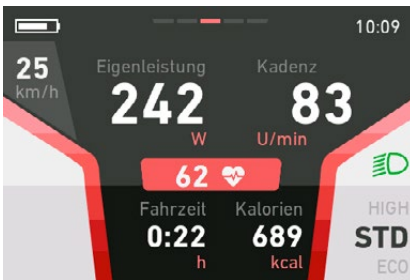 10:09
25
km/h
Eigenleistung
242
W
Kadenz
83
U/min
62
Fahrzeit
0:22
h
Kalorien
689
kcal
HIGH
STD
ECO